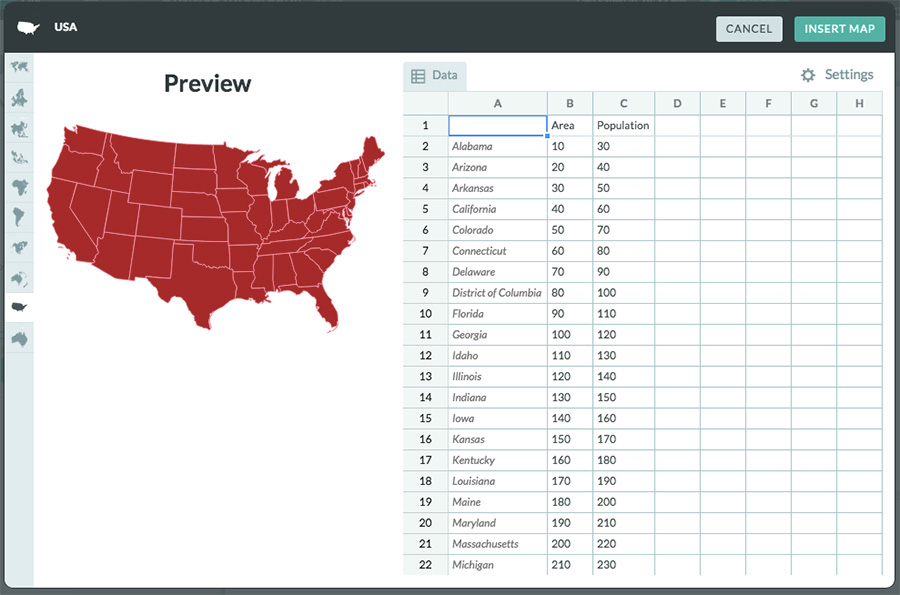 USA
CANCEL
INSERT MAP
Preview
Data
Settings
A B C D E F G H
1 Area Population
2 Alabama 10 30
3 Arizona 20 40
4 Arkansas 30 50
5 California 40 60
6 Colorado 50 70
7 Connecticut 60 80
8 Delaware 70 90
9 District of Columbia 80 100
10 Florida 90 110
11 Georgia 100 120
12 Idaho 110 130
13 Illinois 120 140
14 Indiana 130 150
15 Iowa 140 160
16 Kansas 150 170
17 Kentucky 160 180
18 Louisiana 170 190
19 Maine 180 200
20 Maryland 190 210
21 Massachusetts 200 220
22 Michigan 210 230